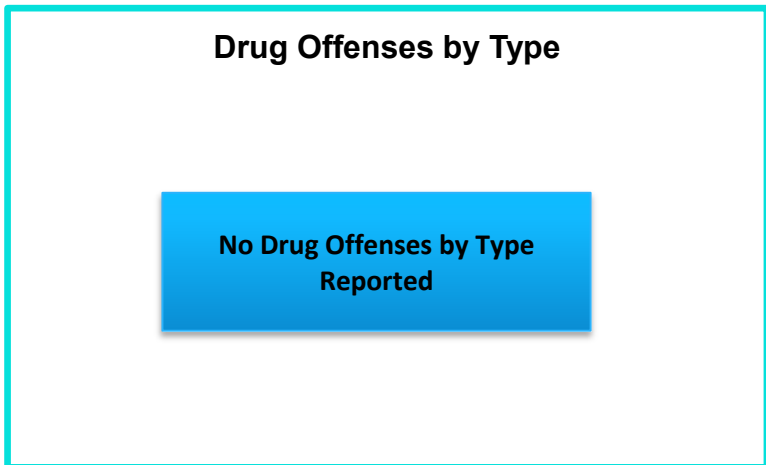 Drug Offenses by Type
No Drug Offenses by Type
Reported